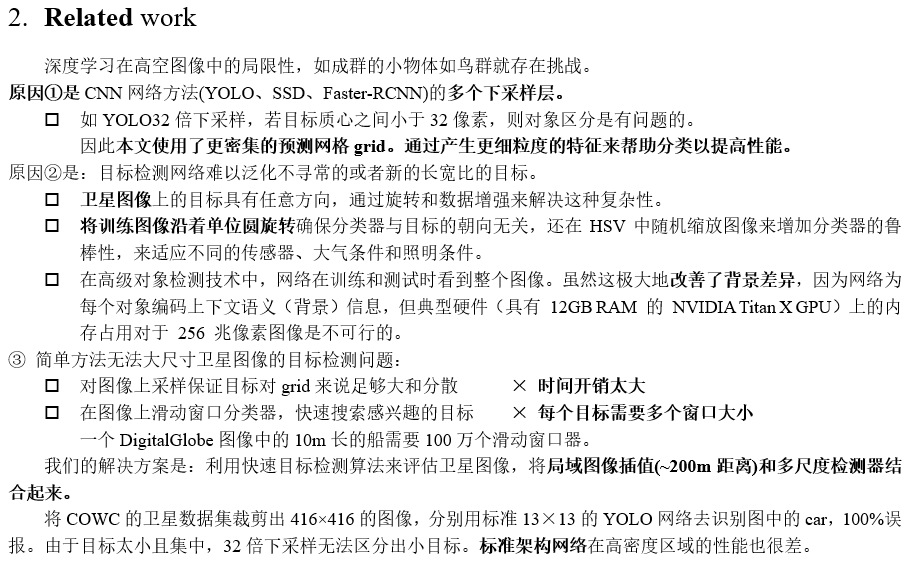 2. Related work
深度学习在高空图像中的局限性，如成群的小物体如鸟群就存在挑战。
原因①是 CNN 网络方法(YOLO、SSD、Faster-RCNN)的多个下采样层。
□ 如 YOLO32 倍下采样，若目标质心之间小于 32 像素，则对象区分是有问题的。
因此本文使用了更密集的预测网格 grid。通过产生更细粒度的特征来帮助分类以提高性能。
原因②是：目标检测网络难以泛化不寻常的或者新的长宽比的目标。
□ 卫星图像上的目标具有任意方向，通过旋转和数据增强来解决这种复杂性。
□ 将训练图像沿着单位圆旋转确保分类器与目标的朝向无关，还在 HSV 中随机缩放图像来增加分类器的鲁
棒性，来适应不同的传感器、大气条件和照明条件。
□ 在高级对象检测技术中，网络在训练和测试时看到整个图像。虽然这极大地改善了背景差异，因为网络为
每个对象编码上下文语义（背景）信息，但典型硬件（具有 12GB RAM 的 NVIDIA Titan X GPU）上的内
存占用对于 256 兆像素图像是不可行的。
③ 简单方法无法大尺寸卫星图像的目标检测问题：
□ 对图像上采样保证目标对 grid 来说足够大和分散 × 时间开销太大
□ 在图像上滑动窗口分类器，快速搜索感兴趣的目标 × 每个目标需要多个窗口大小
一个 DigitalGlobe 图像中的 10m 长的船需要 100 万个滑动窗口器。
我们的解决方案是：利用快速目标检测算法来评估卫星图像，将局域图像插值(~200m 距离)和多尺度检测器结
合起来。
将 COWC 的卫星数据集裁剪出 416×416 的图像，分别用标准 13×13 的 YOLO 网络去识别图中的 car，100%误
报。由于目标太小且集中，32 倍下采样无法区分出小目标。标准架构网络在高密度区域的性能也很差。